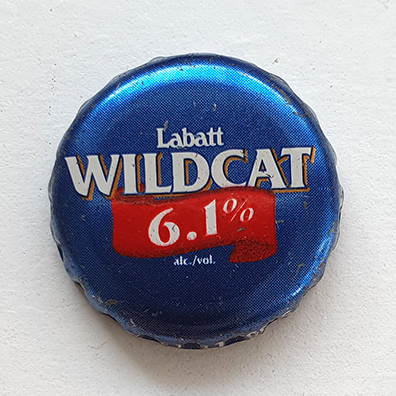 Labatt
WILDCAT
6.1%
alc./vol.